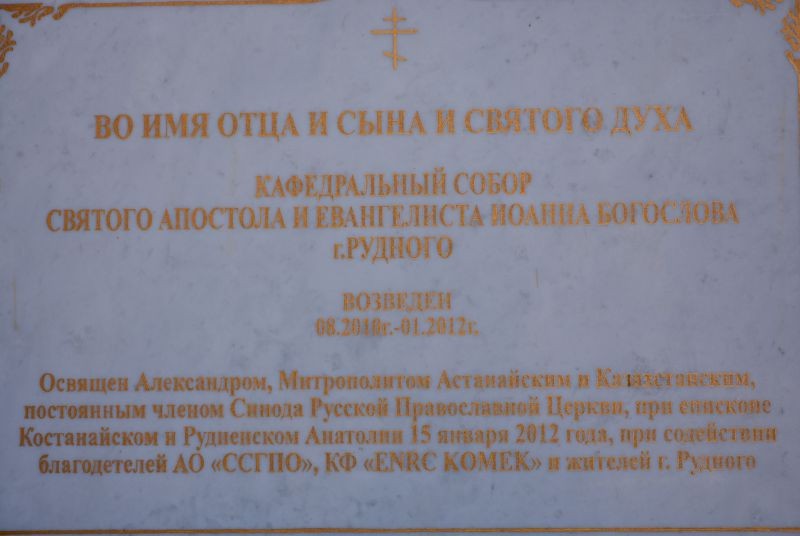 ВО ИМЯ ОТЦА И СЫНА И СВЯТОГО ДУХА
КАФЕДРАЛЬНЫЙ СОБОР
СВЯТОГО АПОСТОЛА И ЕВАНГЕЛИСТА ИОАННА БОГОСЛОВА
г.РУДНОГО
ВОЗВЕДЕН
08.2010г.-01.2012г.
Освящен Александром, Митрополитом Астанайским и Казахстанским,
постоянным членом Синода Русской Православной Церкви, при епископе
Костанайском и Рудненском Анатолии 15 января 2012 года, при содействии
благодетелей АО «ССГПО», КФ «ENRC KOMEK» и жителей г. Рудного